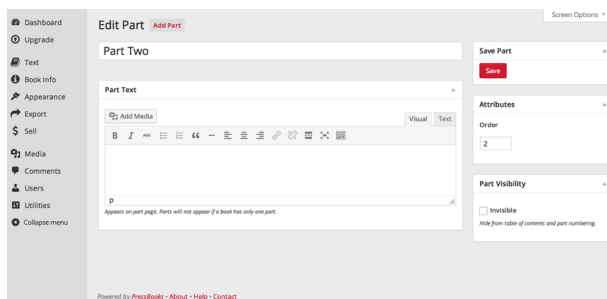 Screen Options
Dashboard
Upgrade
Text
Book Info
Appearance
Export
Sell
Media
Comments
Users
Utilities
Collapse menu
Edit Part Add Part
Part Two
Part Text
Add Media
Visual Text
B I ABC
p
Appears on part page. Parts will not appear if a book has only one part.
Save Part
Save
Attributes
Order
2
Part Visibility
Invisible
Hide from table of contents and part numbering.
Powered by PressBooks • About • Help • Contact